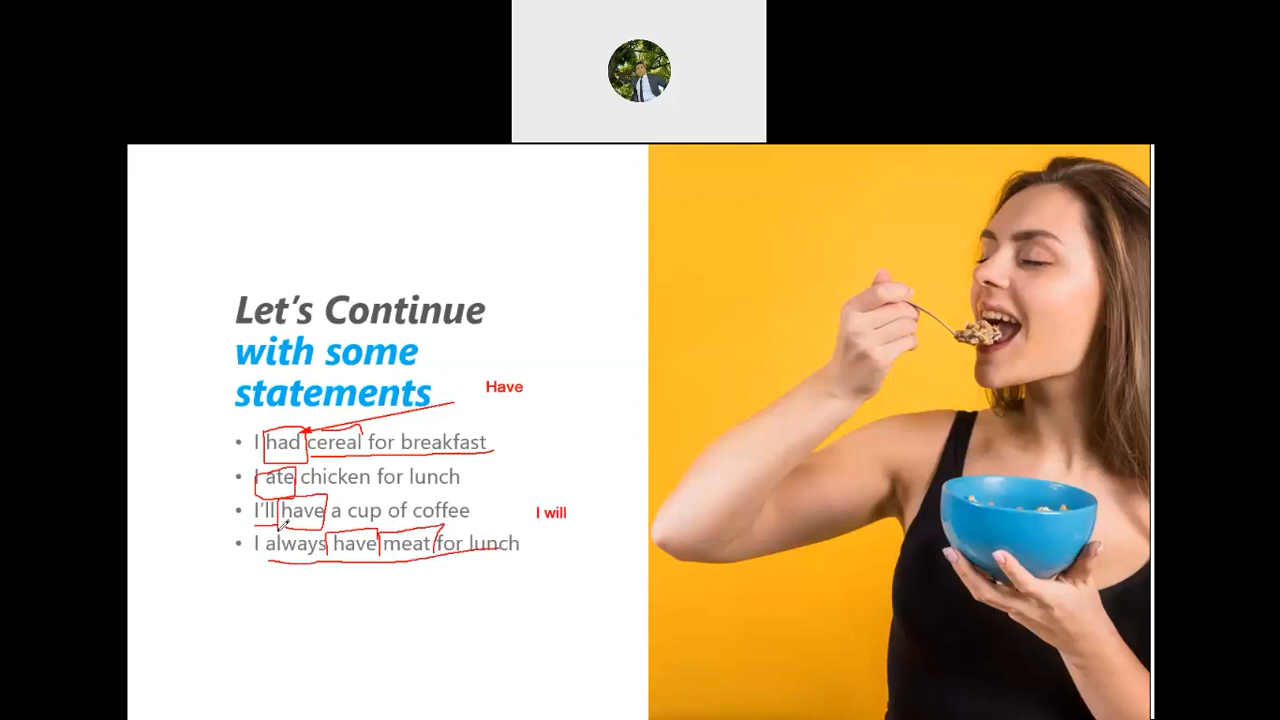 Let's Continue
with some
statements
Have
• I had cereal for breakfast
• I ate chicken for lunch
• I'll have a cup of coffee
I will
• I always have meat for lunch